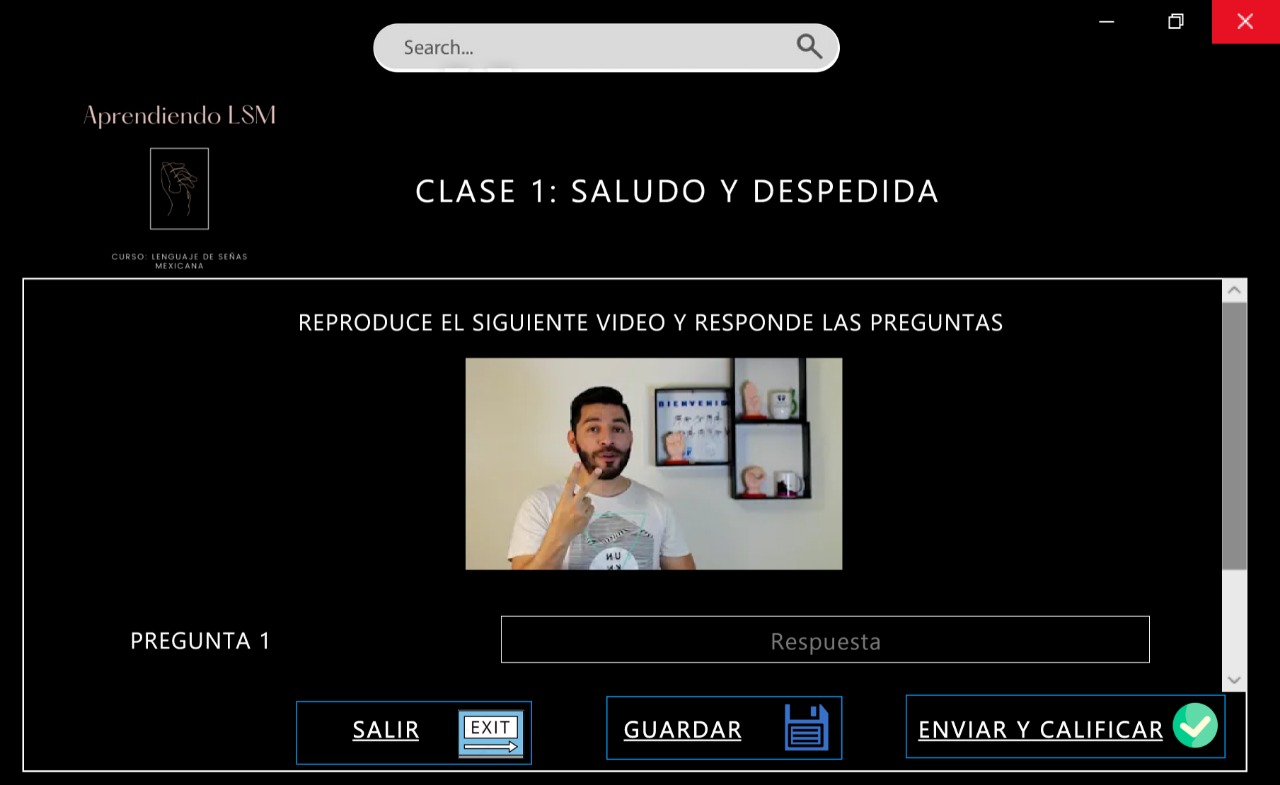 Search...
Aprendiendo LSM
CURSO: LENGUAJE DE SEÑAS
MEXICANA
CLASE 1: SALUDO Y DESPEDIDA
REPRODUCE EL SIGUIENTE VIDEO Y RESPONDE LAS PREGUNTAS
BIENVENID
NU
PREGUNTA 1
Respuesta
SALIR
EXIT
GUARDAR
ENVIAR Y CALIFICAR